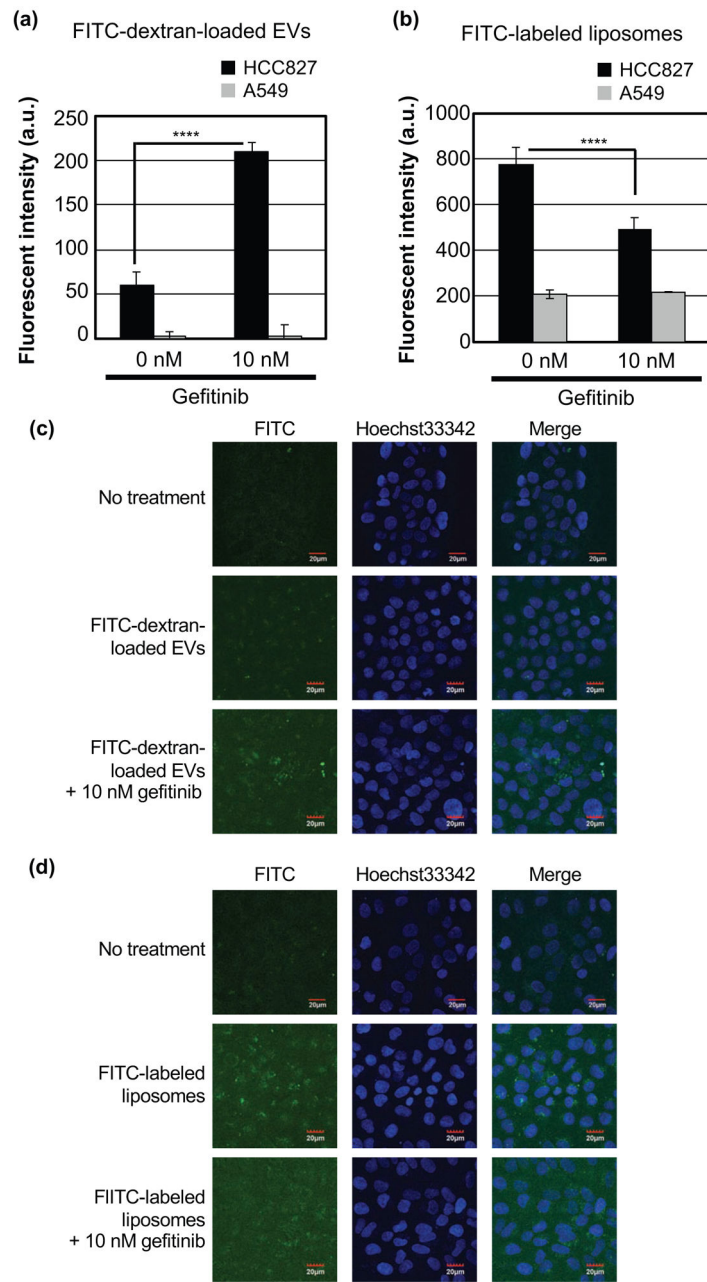 (a)
FITC-dextran-loaded EVs
HCC827
A549
Fluorescent intensity (a.u.)
250
200
150
100
50
0
****
0 nM 10 nM
Gefitinib
(b)
FITC-labeled liposomes
HCC827
A549
Fluorescent intensity (a.u.)
1000
800
600
400
200
0
****
0 nM 10 nM
Gefitinib
(c)
FITC Hoechst33342 Merge
No treatment
20μm 20μm 20μm
FITC-dextran-
loaded EVs
20μm 20μm 20μm
FITC-dextran-
loaded EVs
+ 10 nM gefitinib
20μm 20μm 20μm
(d)
FITC Hoechst33342 Merge
No treatment
20μm 20μm 20μm
FITC-labeled
liposomes
20μm 20μm 20μm
FIITC-labeled
liposomes
+ 10 nM gefitinib
20μm 20μm 20μm